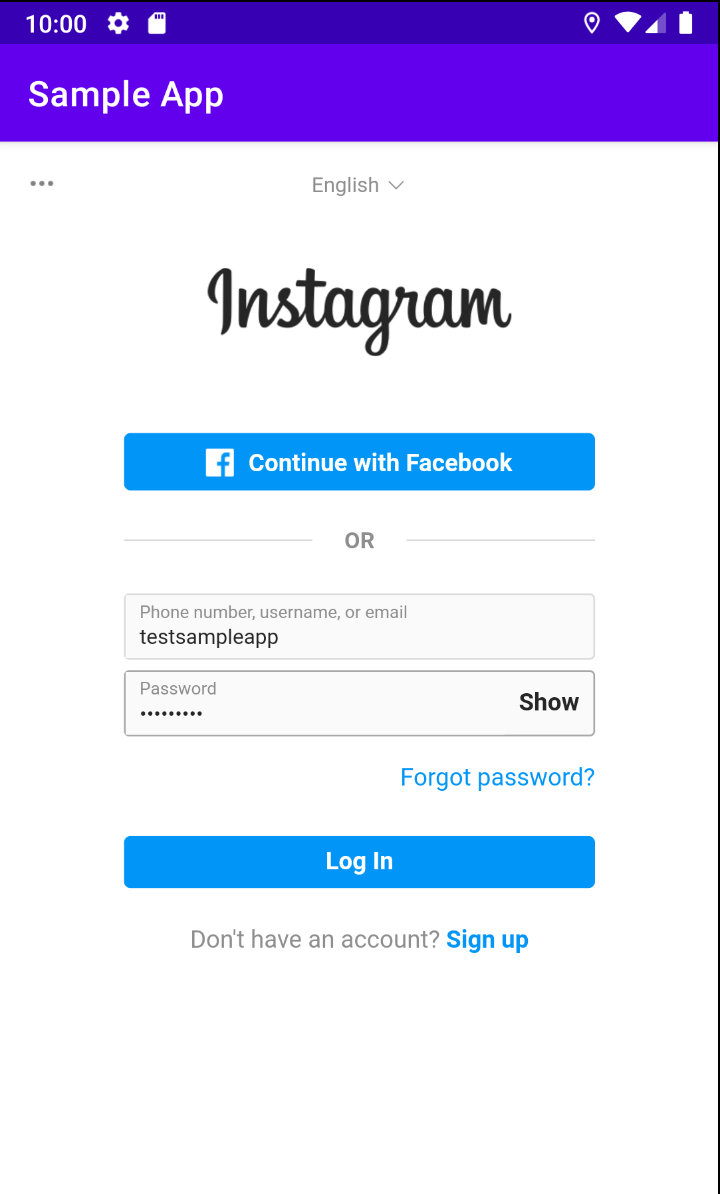 10:00
Sample App
English
Instagram
Continue with Facebook
OR
Phone number, username, or email
testsampleapp
Password
•••••••••
Show
Forgot password?
Log In
Don't have an account? Sign up